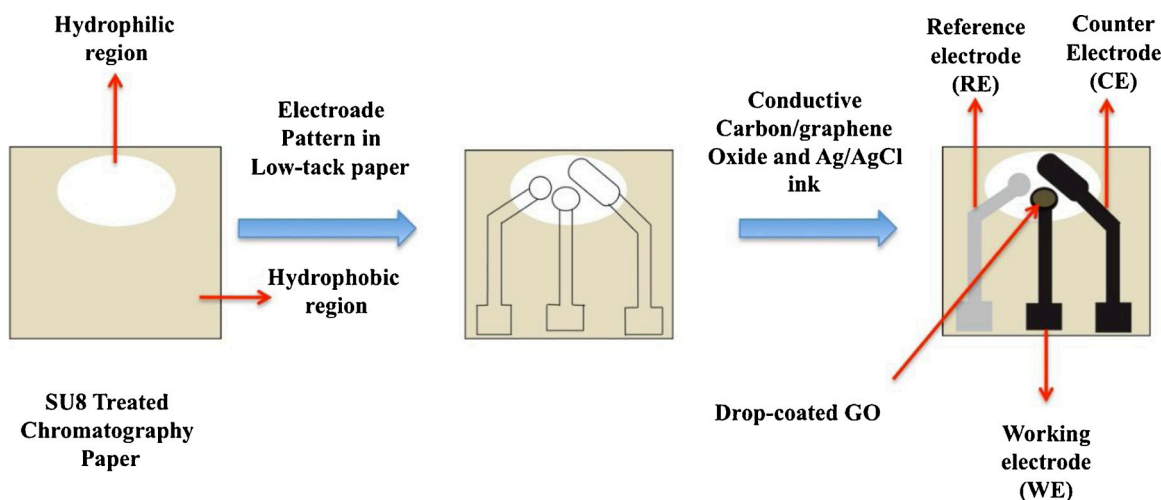 Hydrophilic
region
Electroade
Pattern in
Low-tack paper
Hydrophobic
region
SU8 Treated
Chromatography
Paper
Conductive
Carbon/graphene
Oxide and Ag/AgCl
ink
Reference
electrode
(RE)
Counter
Electrode
(CE)
Drop-coated GO
Working
electrode
(WE)